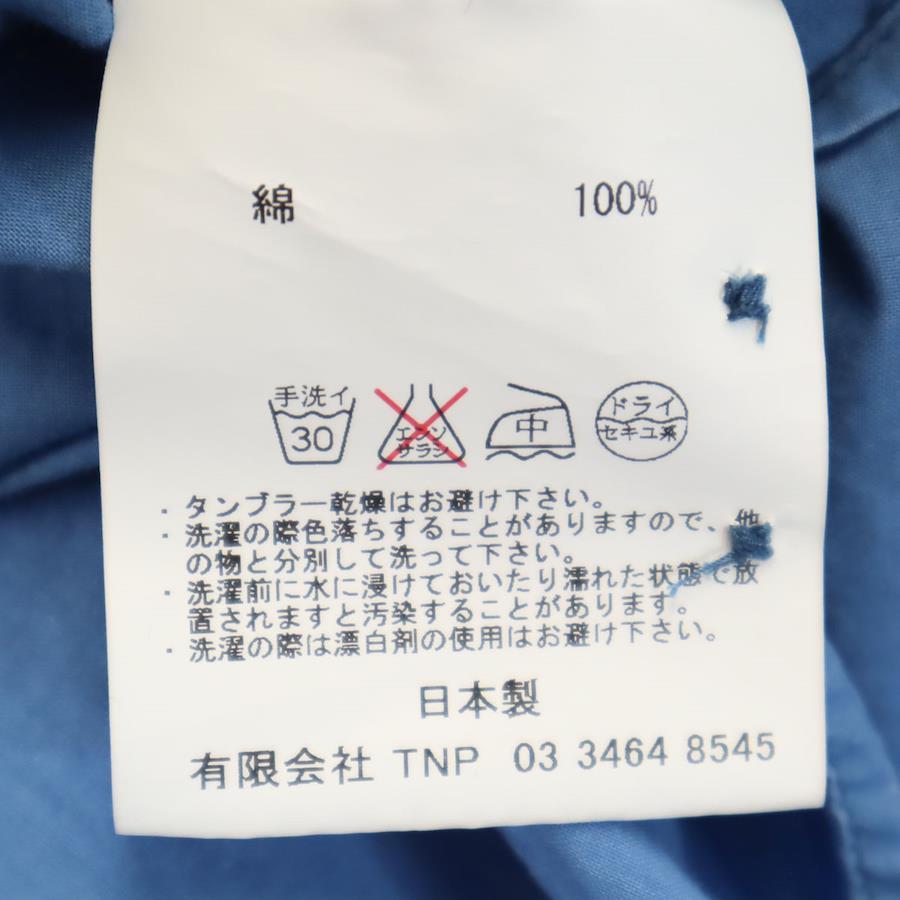 綿 100%
手洗イ
30
エンソ
サラシ
中
ドライ
セキユ系
・タンブラー乾燥はお避け下さい。
・洗濯の際色落ちすることがありますので、他
の物と分別して洗って下さい。
・洗濯前に水に浸けておいたり濡れた状態で放
置されますと汚染することがあります。
・洗濯の際は漂白剤の使用はお避け下さい。
日本製
有限会社 TNP 03 3464 8545